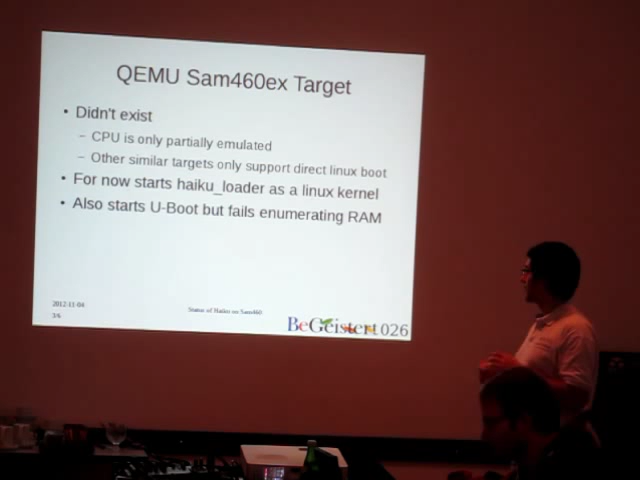 QEMU Sam460ex Target
• Didn't exist
– CPU is only partially emulated
– Other similar targets only support direct linux boot
• For now starts haiku_loader as a linux kernel
• Also starts U-Boot but fails enumerating RAM
2012-11-04
Status of Haiku on Sam460
3/6
BeGeistert 026